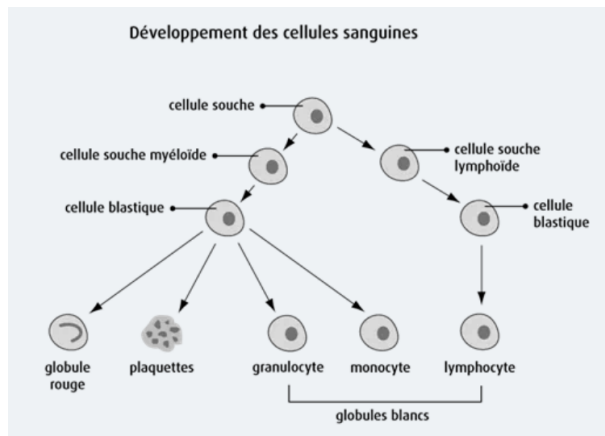 Développement des cellules sanguines
cellule souche
cellule souche myéloïde
cellule souche
lymphoïde
cellule blastique
cellule
blastique
globule
rouge
plaquettes
granulocyte
monocyte
lymphocyte
globules blancs